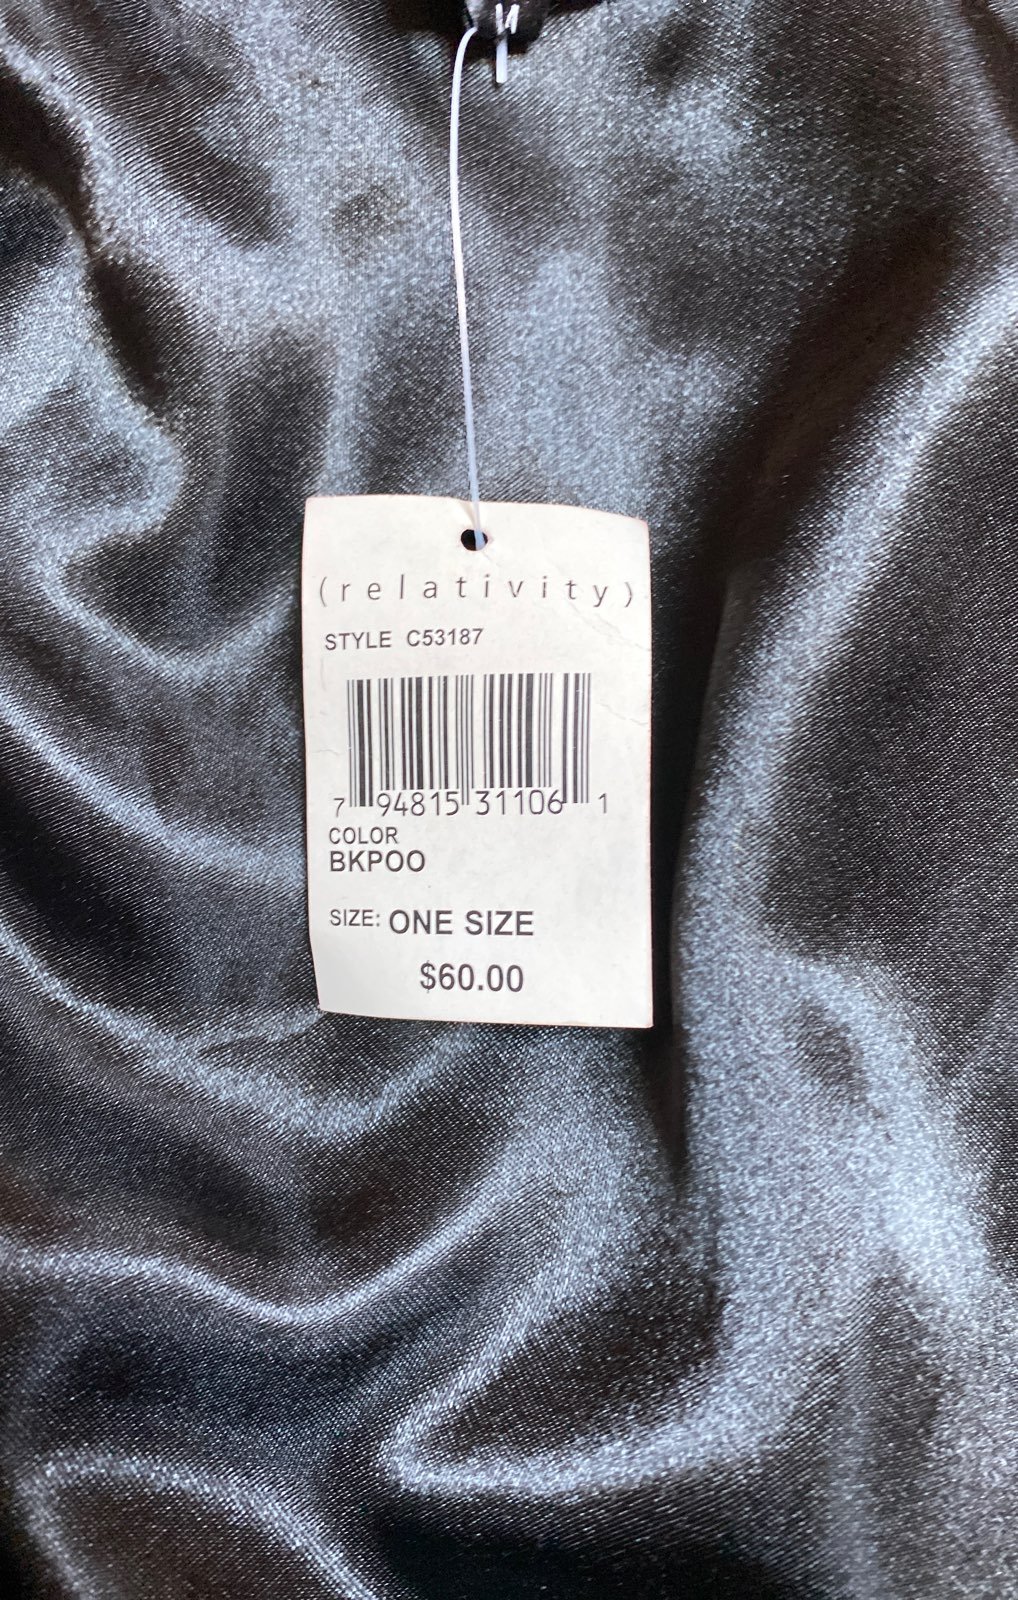 (relativity)
STYLE C53187
7 94815 31106 1
COLOR
BKPOO
SIZE: ONE SIZE
$60.00